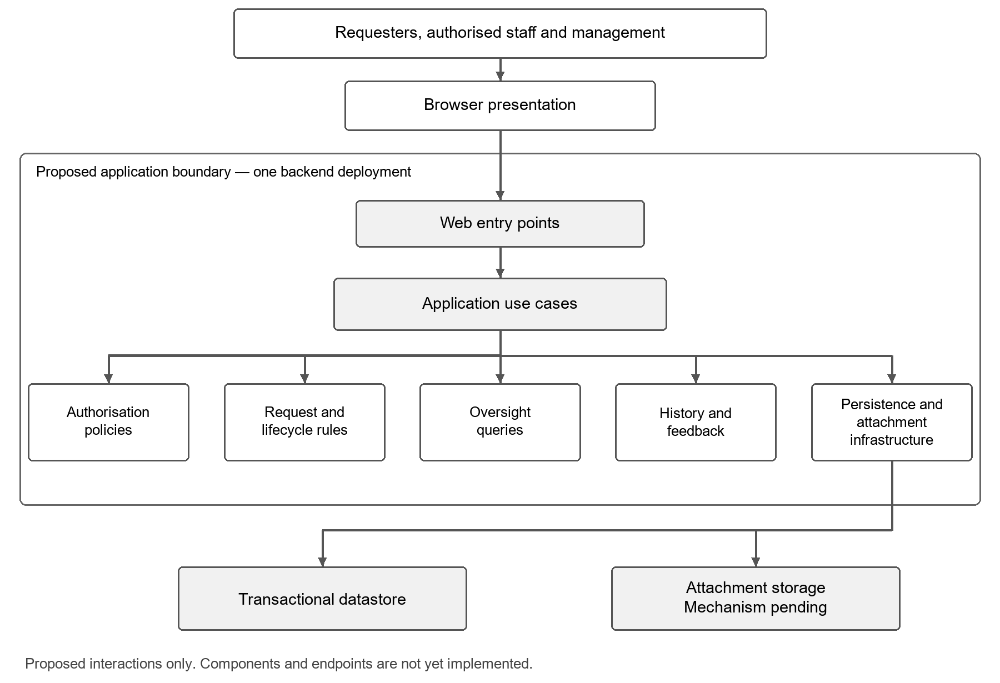 Requesters, authorised staff and management
Browser presentation
Proposed application boundary — one backend deployment
Web entry points
Application use cases
Authorisation
policies
Request and
lifecycle rules
Oversight
queries
History and
feedback
Persistence and
attachment
infrastructure
Transactional datastore
Attachment storage
Mechanism pending
Proposed interactions only. Components and endpoints are not yet implemented.